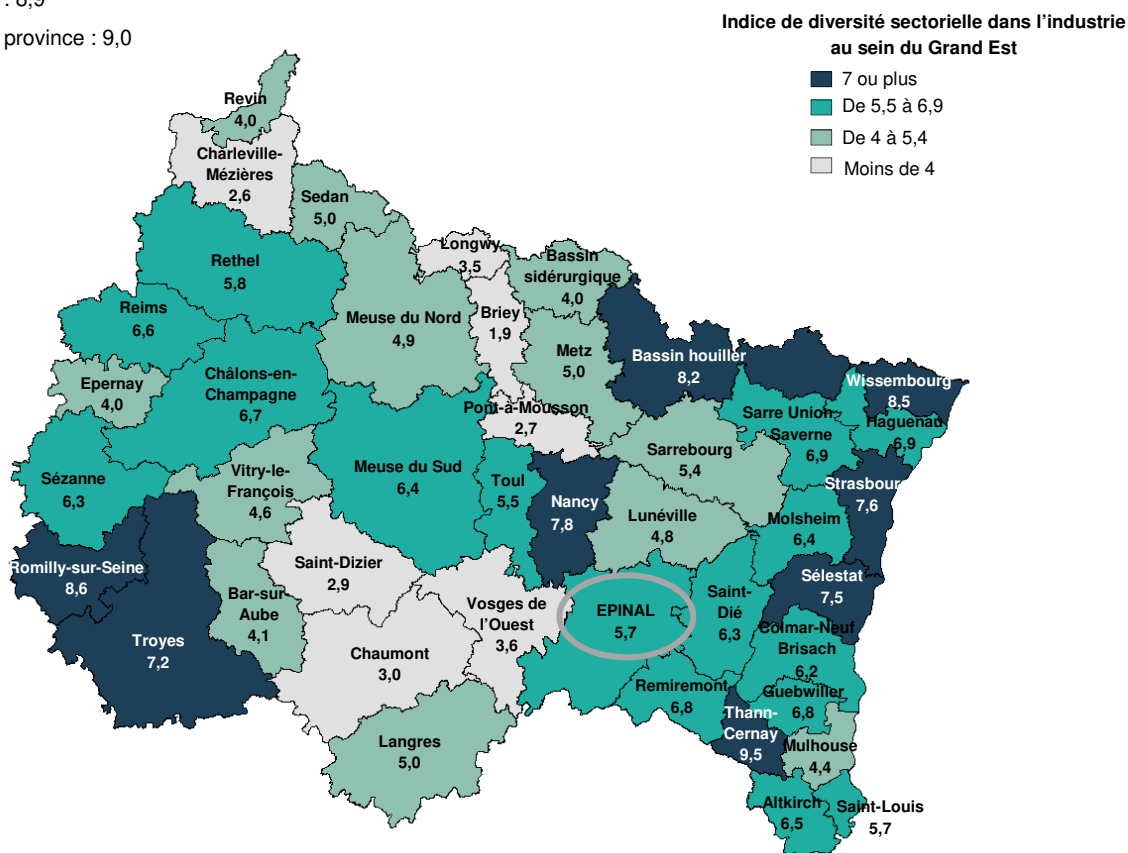 : 8,9
province : 9,0
Indice de diversité sectorielle dans l'industrie
au sein du Grand Est
7 ou plus
De 5,5 à 6,9
De 4 à 5,4
Moins de 4
Revin
4,0
Charleville-
Mézières
2,6
Sedan
5,0
Rethel
5,8
Longwy
3,5
Bassin
sidérurgique
4,0
Reims
6,6
Meuse du Nord
4,9
Briey
1,9
Metz
5,0
Bassin houiller
8,2
Wissembourg
8,5
Epernay
4,0
Châlons-en-
Champagne
6,7
Pont-à-Mousson
2,7
Sarre Union-
Saverne
6,9
Haguenau
6,9
Sarrebourg
5,4
Sézanne
6,3
Vitry-le-
François
4,6
Meuse du Sud
6,4
Toul
5,5
Nancy
7,8
Lunéville
4,8
Strasbour
7,6
Molsheim
6,4
Romilly-sur-Seine
8,6
Saint-Dizier
2,9
Sélestat
7,5
Bar-sur
Aube
4,1
Vosges de
l'Ouest
3,6
EPINAL
5,7
Saint-
Dié
6,3
Troyes
7,2
Chaumont
3,0
Colmar-Neuf
Brisach
6,2
Remiremont
6,8
Guebwiller
6,8
Thann-
Cernay
9,5
Langres
5,0
Mulhouse
4,4
Altkirch
6,5
Saint-Louis
5,7